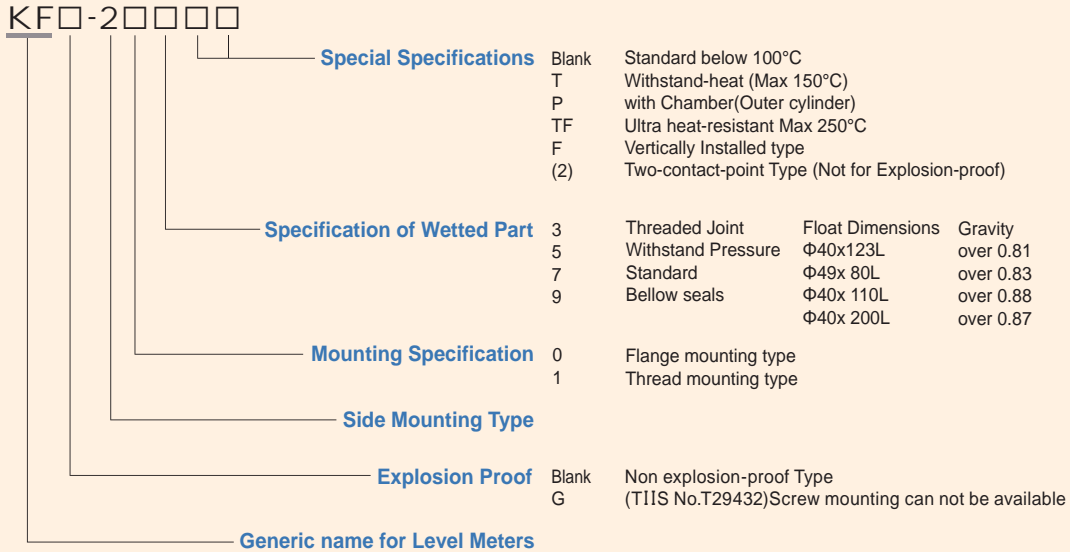 KF□-2□□□□
Special Specifications Blank Standard below 100°C
T Withstand-heat (Max 150°C)
P with Chamber(Outer cylinder)
TF Ultra heat-resistant Max 250°C
F Vertically Installed type
(2) Two-contact-point Type (Not for Explosion-proof)
Specification of Wetted Part 3 Threaded Joint Float Dimensions Gravity
5 Withstand Pressure Φ40x123L over 0.81
7 Standard Φ49x 80L over 0.83
9 Bellow seals Φ40x 110L over 0.88
Φ40x 200L over 0.87
Mounting Specification 0 Flange mounting type
1 Thread mounting type
Side Mounting Type
Explosion Proof Blank Non explosion-proof Type
G (TIIS No.T29432)Screw mounting can not be available
Generic name for Level Meters